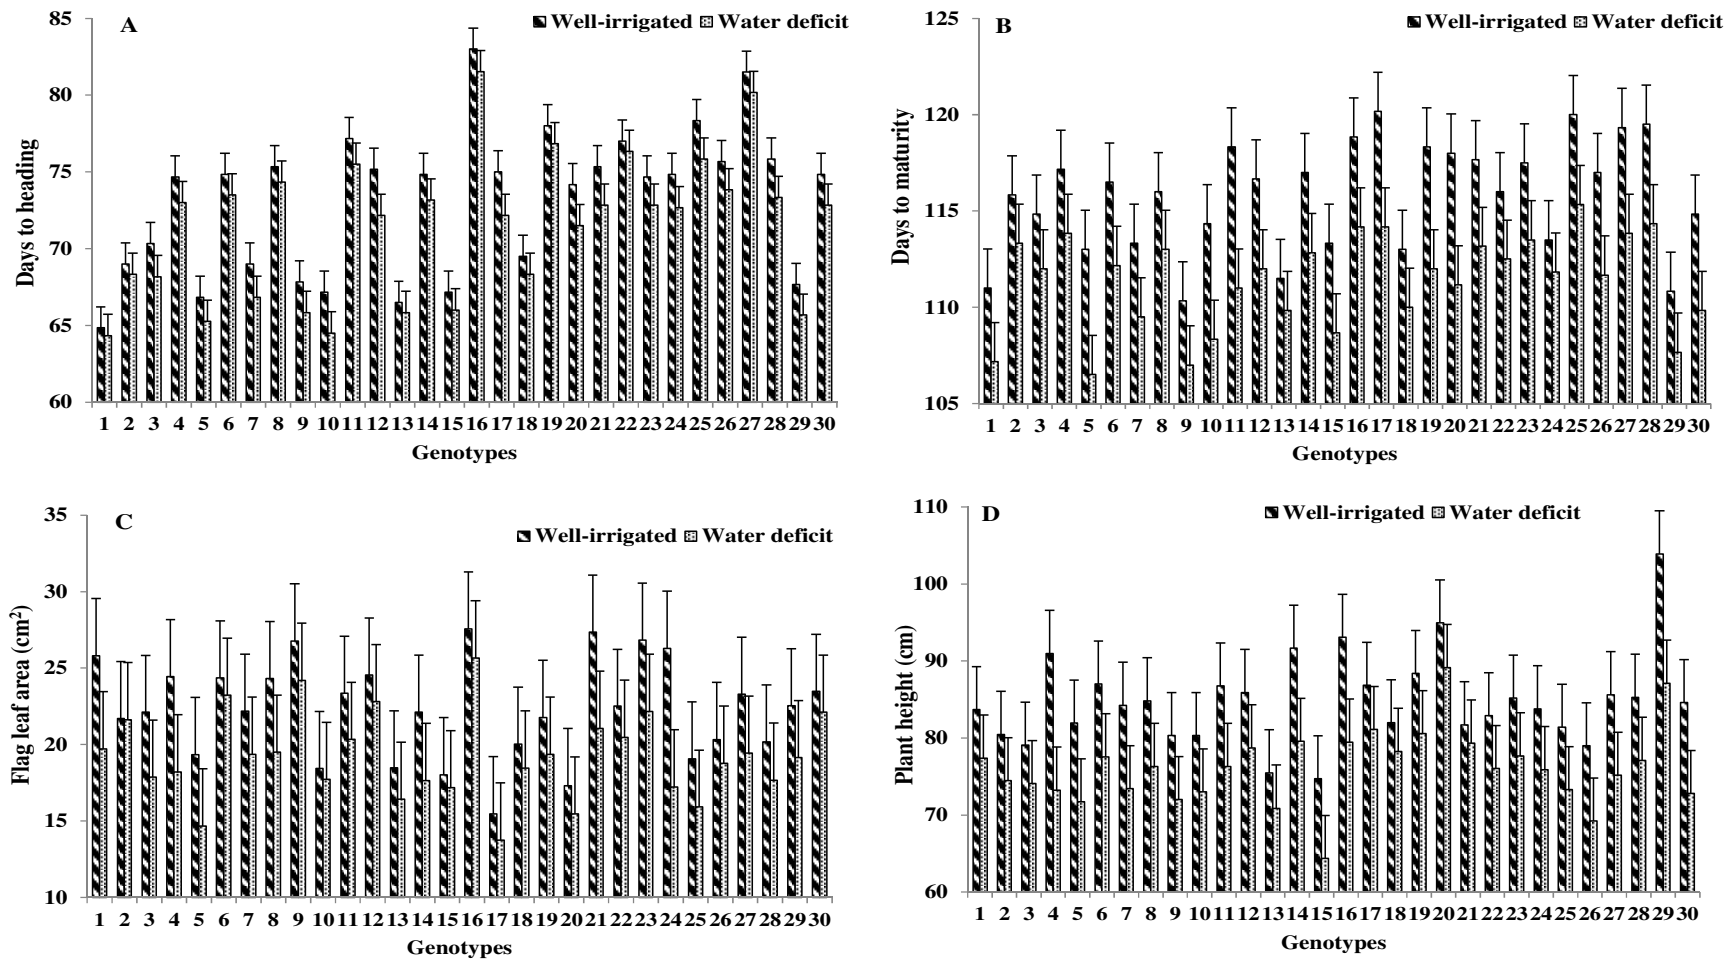 A
Well-irrigated Water deficit
85
80
75
70
65
60
Days to heading
1 2 3 4 5 6 7 8 9 10 11 12 13 14 15 16 17 18 19 20 21 22 23 24 25 26 27 28 29 30
Genotypes
B
Well-irrigated Water deficit
125
120
115
110
105
Days to maturity
1 2 3 4 5 6 7 8 9 10 11 12 13 14 15 16 17 18 19 20 21 22 23 24 25 26 27 28 29 30
Genotypes
C
Well-irrigated Water deficit
35
30
25
20
15
10
Flag leaf area (cm²)
1 2 3 4 5 6 7 8 9 10 11 12 13 14 15 16 17 18 19 20 21 22 23 24 25 26 27 28 29 30
Genotypes
D
Well-irrigated Water deficit
110
100
90
80
70
60
Plant height (cm)
1 2 3 4 5 6 7 8 9 10 11 12 13 14 15 16 17 18 19 20 21 22 23 24 25 26 27 28 29 30
Genotypes